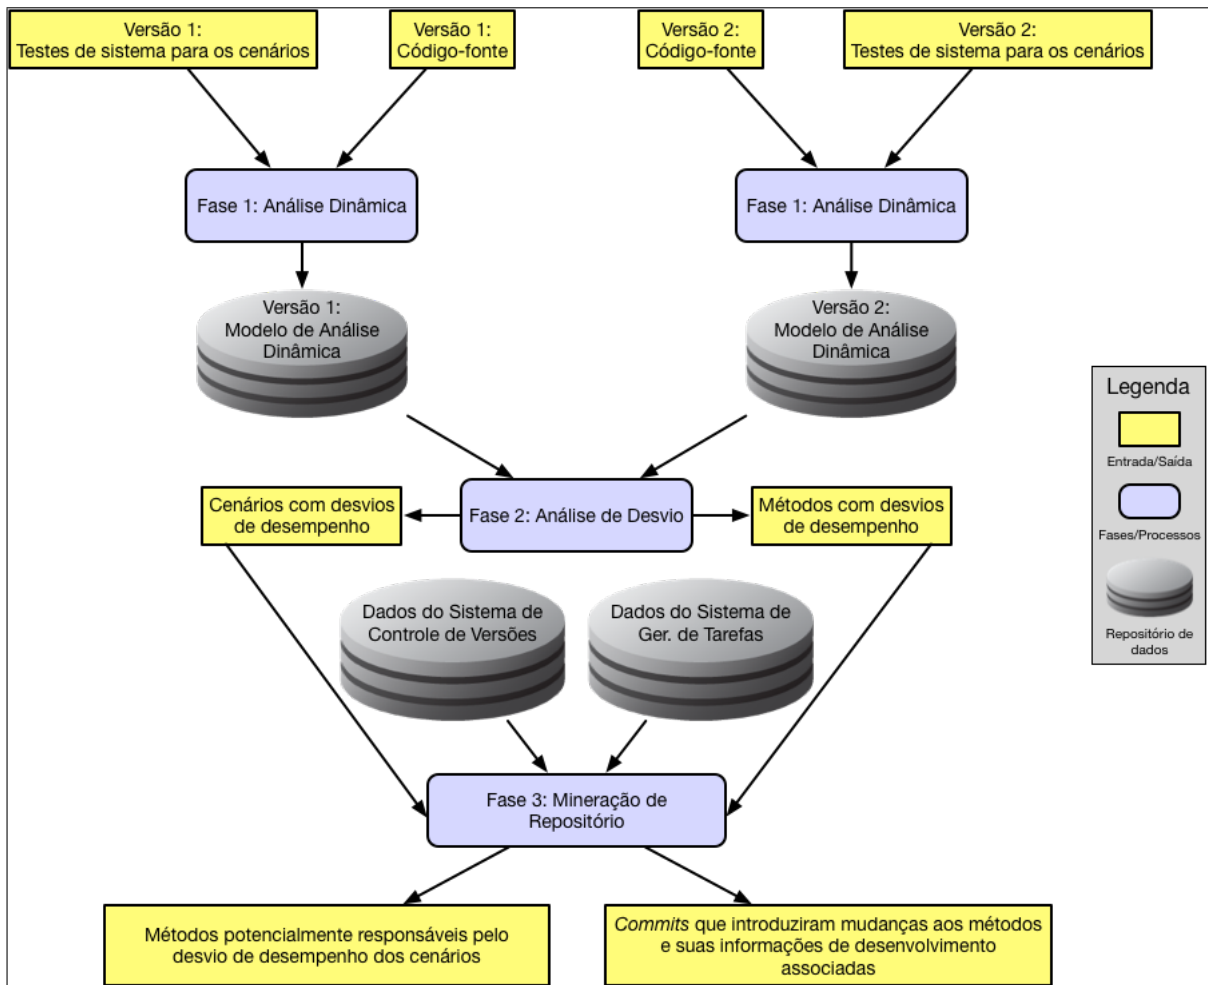 Versão 1:
Testes de sistema para os cenários
Versão 1:
Código-fonte
Versão 2:
Código-fonte
Versão 2:
Testes de sistema para os cenários
Fase 1: Análise Dinâmica
Fase 1: Análise Dinâmica
Versão 1:
Modelo de Análise
Dinâmica
Versão 2:
Modelo de Análise
Dinâmica
Legenda
Entrada/Saída
Fases/Processos
Repositório de
dados
Cenários com desvios
de desempenho
Fase 2: Análise de Desvio
Métodos com desvios
de desempenho
Dados do Sistema de
Controle de Versões
Dados do Sistema de
Ger. de Tarefas
Fase 3: Mineração de
Repositório
Métodos potencialmente responsáveis pelo
desvio de desempenho dos cenários
Commits que introduziram mudanças aos métodos
e suas informações de desenvolvimento
associadas